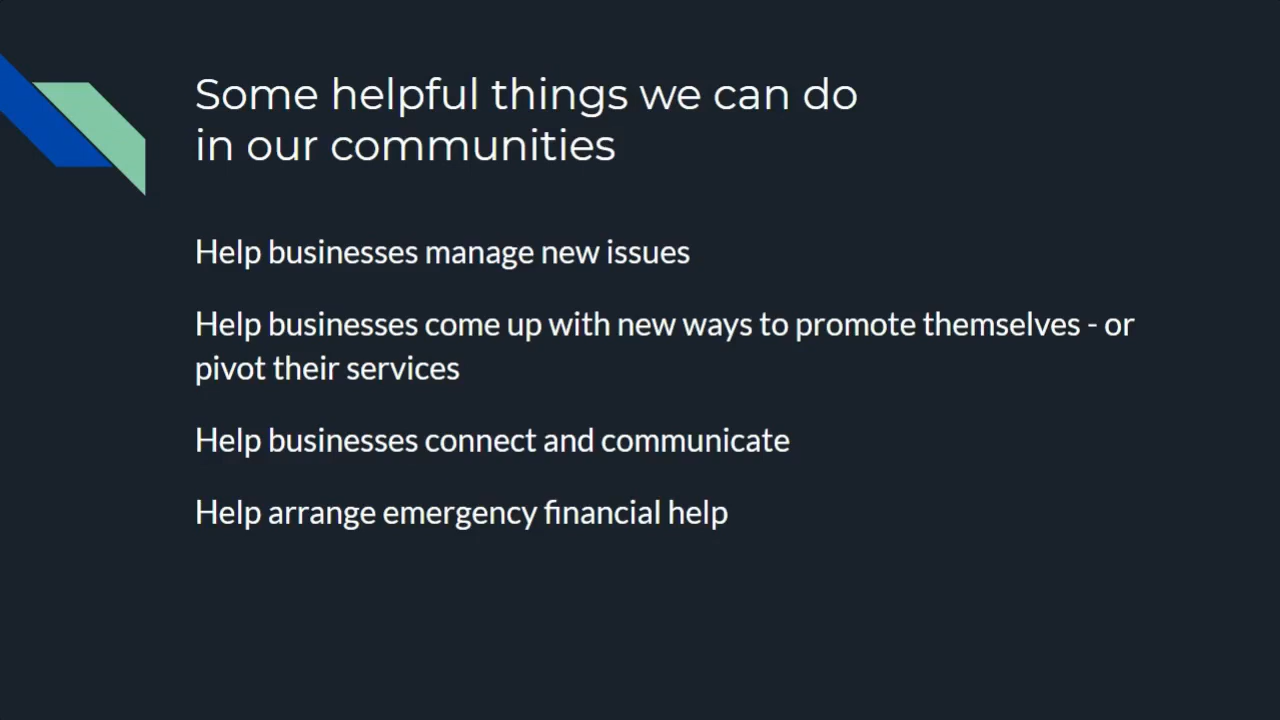 Some helpful things we can do
in our communities
Help businesses manage new issues
Help businesses come up with new ways to promote themselves - or
pivot their services
Help businesses connect and communicate
Help arrange emergency financial help